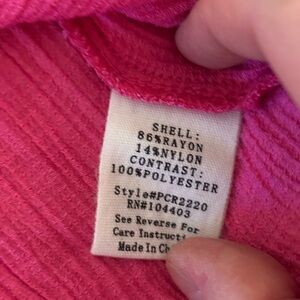 SHELL:
86%RAYON
14%NYLON
CONTRAST:
100%POLYESTER
Style#PCR2220
RN#104403
See Reverse For
Care Instructi
Made in Ch